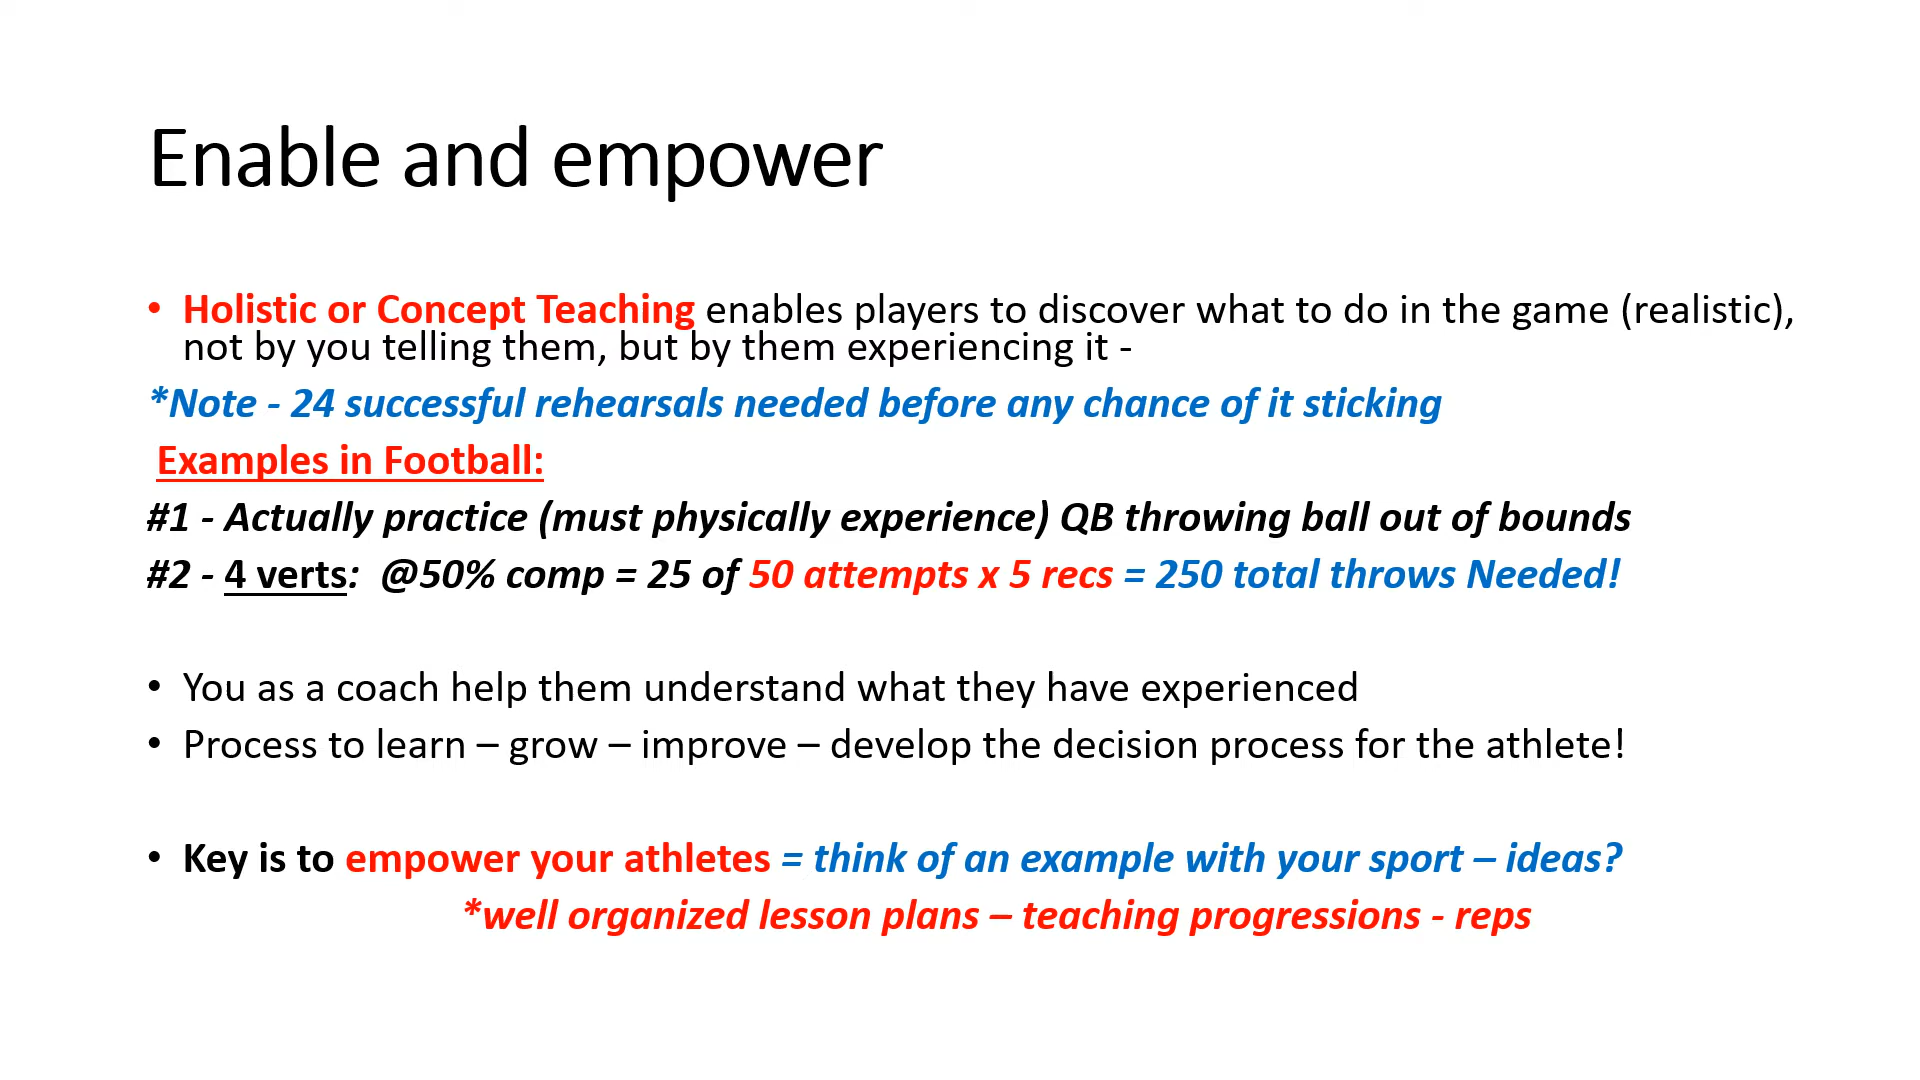 Enable and empower
• Holistic or Concept Teaching enables players to discover what to do in the game (realistic),
not by you telling them, but by them experiencing it -
*Note - 24 successful rehearsals needed before any chance of it sticking
Examples in Football:
#1 - Actually practice (must physically experience) QB throwing ball out of bounds
#2 - 4 verts:  @50% comp = 25 of 50 attempts x 5 recs = 250 total throws Needed!
• You as a coach help them understand what they have experienced
• Process to learn – grow – improve – develop the decision process for the athlete!
• Key is to empower your athletes = think of an example with your sport – ideas?
*well organized lesson plans – teaching progressions - reps